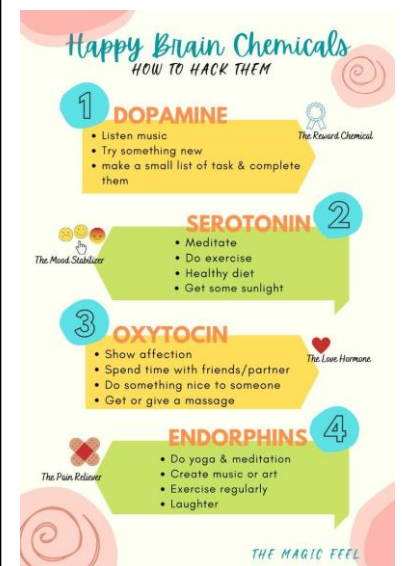 Happy Brain Chemicals
HOW TO HACK THEM
1
DOPAMINE
The Reward Chemical
• Listen music
• Try something new
• make a small list of task & complete
them
SEROTONIN
2
The Mood Stabilizer
• Meditate
• Do exercise
• Healthy diet
• Get some sunlight
3
OXYTOCIN
The Love Hormone
• Show affection
• Spend time with friends/partner
• Do something nice to someone
• Get or give a massage
ENDORPHINS
4
The Pain Reliever
• Do yoga & meditation
• Create music or art
• Exercise regularly
• Laughter
THE MAGIC FEEL